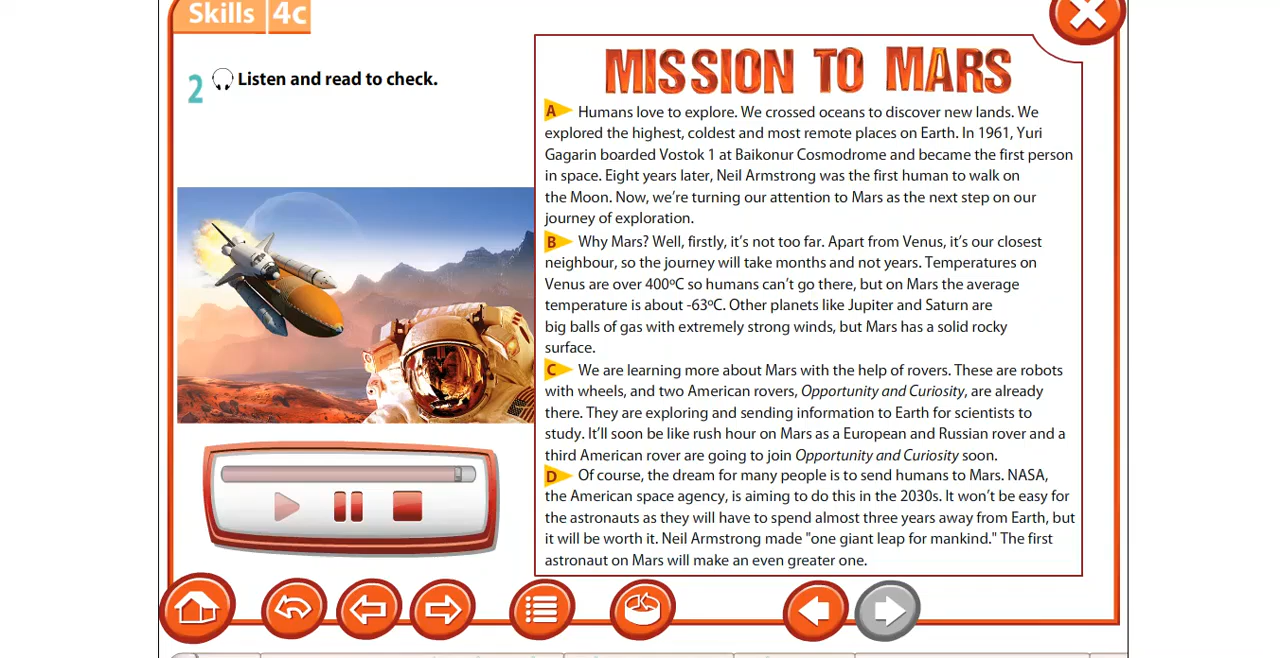 Skills 4c
2 Listen and read to check.
MISSION TO MARS
A Humans love to explore. We crossed oceans to discover new lands. We
explored the highest, coldest and most remote places on Earth. In 1961, Yuri
Gagarin boarded Vostok 1 at Baikonur Cosmodrome and became the first person
in space. Eight years later, Neil Armstrong was the first human to walk on
the Moon. Now, we're turning our attention to Mars as the next step on our
journey of exploration.
B Why Mars? Well, firstly, it's not too far. Apart from Venus, it's our closest
neighbour, so the journey will take months and not years. Temperatures on
Venus are over 400ºC so humans can't go there, but on Mars the average
temperature is about -63ºC. Other planets like Jupiter and Saturn are
big balls of gas with extremely strong winds, but Mars has a solid rocky
surface.
C We are learning more about Mars with the help of rovers. These are robots
with wheels, and two American rovers, Opportunity and Curiosity, are already
there. They are exploring and sending information to Earth for scientists to
study. It'll soon be like rush hour on Mars as a European and Russian rover and a
third American rover are going to join Opportunity and Curiosity soon.
D Of course, the dream for many people is to send humans to Mars. NASA,
the American space agency, is aiming to do this in the 2030s. It won't be easy for
the astronauts as they will have to spend almost three years away from Earth, but
it will be worth it. Neil Armstrong made "one giant leap for mankind." The first
astronaut on Mars will make an even greater one.